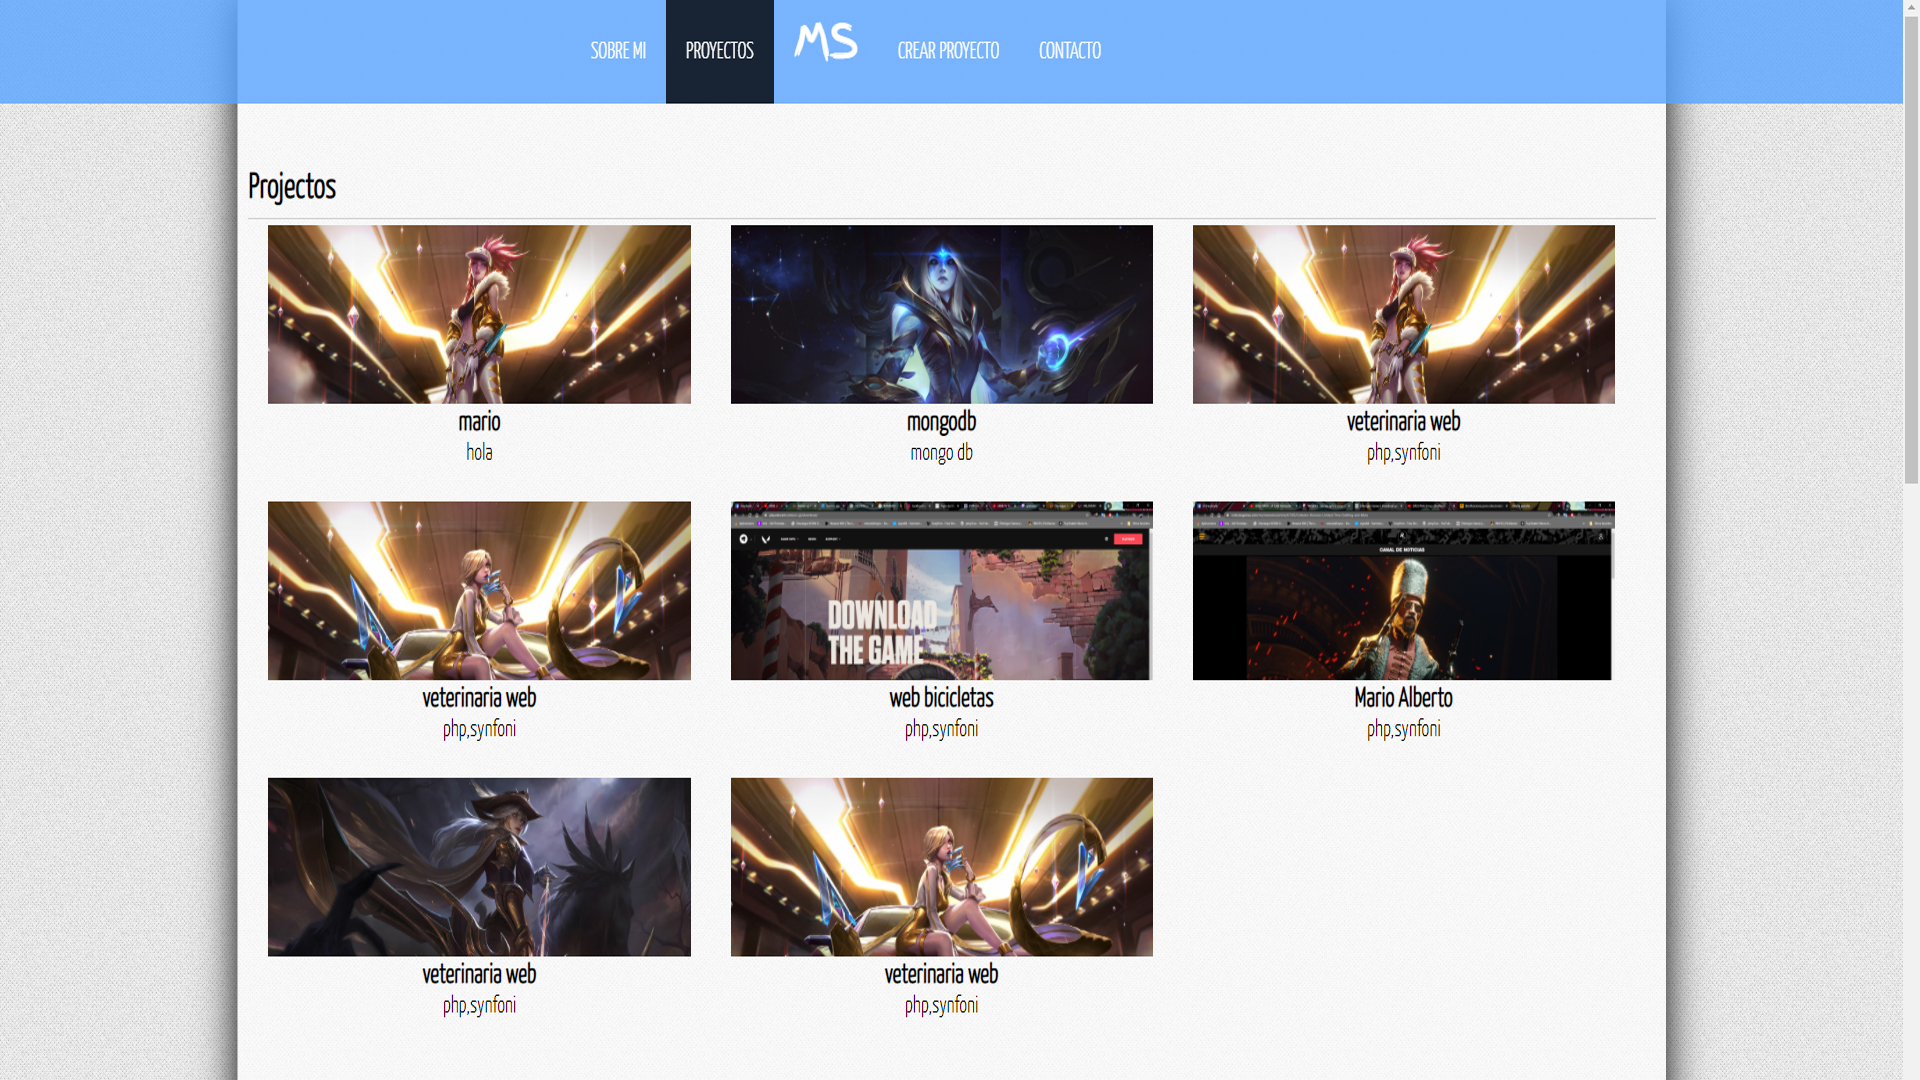 SOBRE MI
PROYECTOS
MS
CREAR PROYECTO
CONTACTO
Projectos
mario
hola
mongodb
mongo db
veterinaria web
php,synfoni
DOWNLOAD
THE GAME
CANAL DE NOTICIAS
veterinaria web
php,synfoni
web bicicletas
php,synfoni
Mario Alberto
php,synfoni
veterinaria web
php,synfoni
veterinaria web
php,synfoni